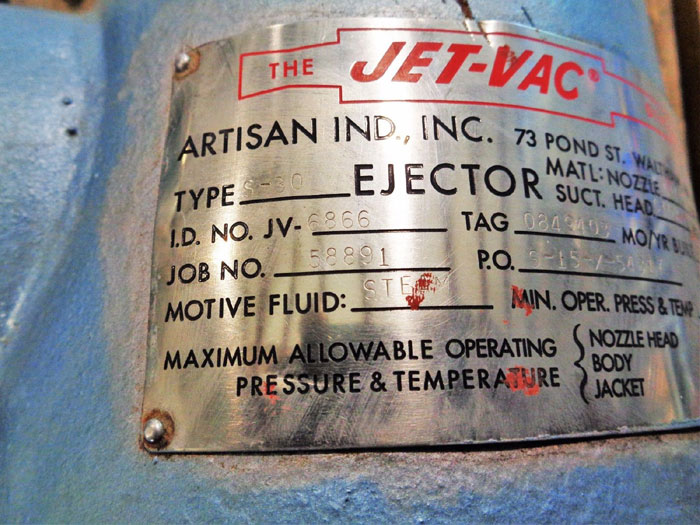 THE JET-VAC®
ARTISAN IND., INC. 73 POND ST.
TYPE S-30 EJECTOR MATL: NOZZLE
SUCT. HEAD
I.D. NO. JV-6866 TAG MO/YR
JOB NO. 58891 P.O.
MOTIVE FLUID: STEAM MIN. OPER. PRESS & TEMP
MAXIMUM ALLOWABLE OPERATING
PRESSURE & TEMPERATURE
NOZZLE HEAD
BODY
JACKET